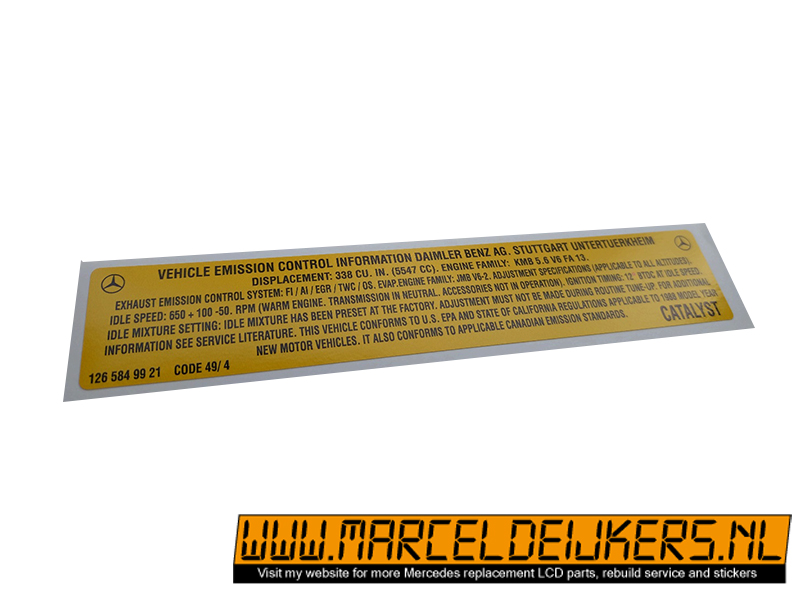 VEHICLE EMISSION CONTROL INFORMATION DAIMLER BENZ AG. STUTTGART UNTERTUERKHEIM
DISPLACEMENT: 338 CU. IN. (5547 CC). ENGINE FAMILY: KMB 5.6 V6 FA 13.
EXHAUST EMISSION CONTROL SYSTEM: FI / AI / EGR / TWC / OS. EVAP.ENGINE FAMILY: JMB V6-2. ADJUSTMENT SPECIFICATIONS (APPLICABLE TO ALL ALTITUDES).
IDLE SPEED: 650 + 100 -50. RPM (WARM ENGINE. TRANSMISSION IN NEUTRAL. ACCESSORIES NOT IN OPERATION). IGNITION TIMING: 12° BTDC AT IDLE SPEED.
IDLE MIXTURE SETTING: IDLE MIXTURE HAS BEEN PRESET AT THE FACTORY. ADJUSTMENT MUST NOT BE MADE DURING ROUTINE TUNE-UP. FOR ADDITIONAL
INFORMATION SEE SERVICE LITERATURE. THIS VEHICLE CONFORMS TO U.S. EPA AND STATE OF CALIFORNIA REGULATIONS APPLICABLE TO 1989 MODEL YEAR
NEW MOTOR VEHICLES. IT ALSO CONFORMS TO APPLICABLE CANADIAN EMISSION STANDARDS.
CATALYST
126 584 99 21 CODE 49/ 4
WWW.MARCELDEIJKERS.NL
Visit my website for more Mercedes replacement LCD parts, rebuild service and stickers